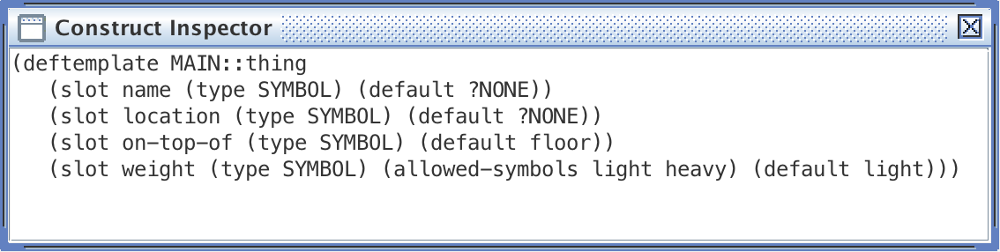 Construct Inspector
(deftemplate MAIN::thing
   (slot name (type SYMBOL) (default ?NONE))
   (slot location (type SYMBOL) (default ?NONE))
   (slot on-top-of (type SYMBOL) (default floor))
   (slot weight (type SYMBOL) (allowed-symbols light heavy) (default light)))